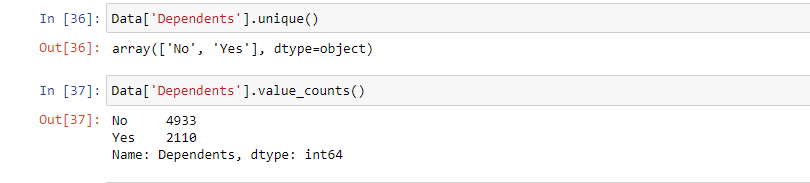 In [36]: Data['Dependents'].unique()
Out[36]: array(['No', 'Yes'], dtype=object)
In [37]: Data['Dependents'].value_counts()
Out[37]: No     4933
Yes    2110
Name: Dependents, dtype: int64